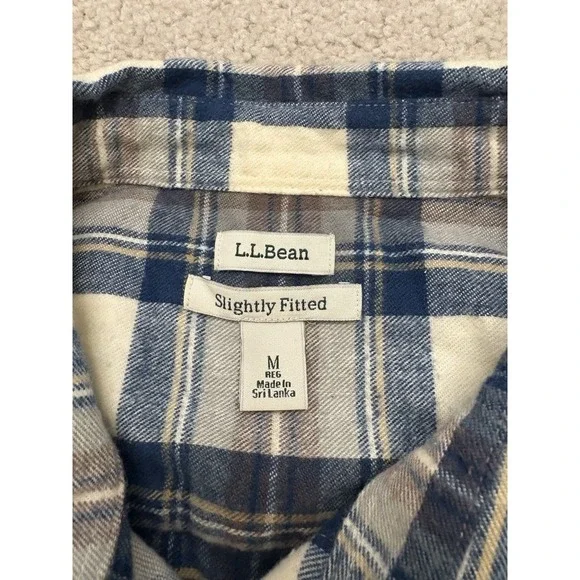 L.L.Bean
Slightly Fitted
M
REG
Made In
Sri Lanka